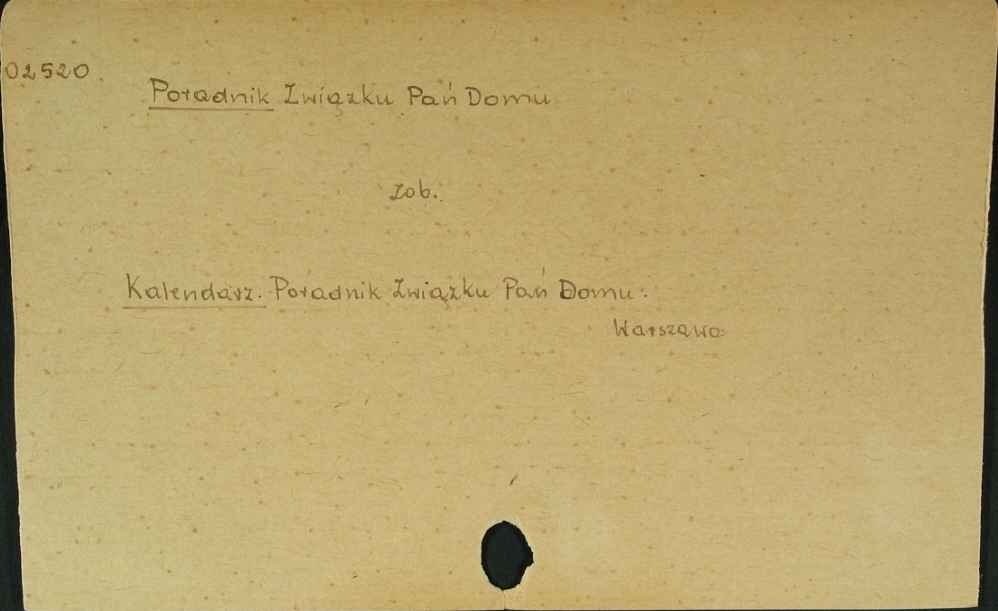 02520.
Poradnik Związku Pań Domu
Zob.
Kalendarz. Poradnik Związku Pań Domu.
Warszawa.